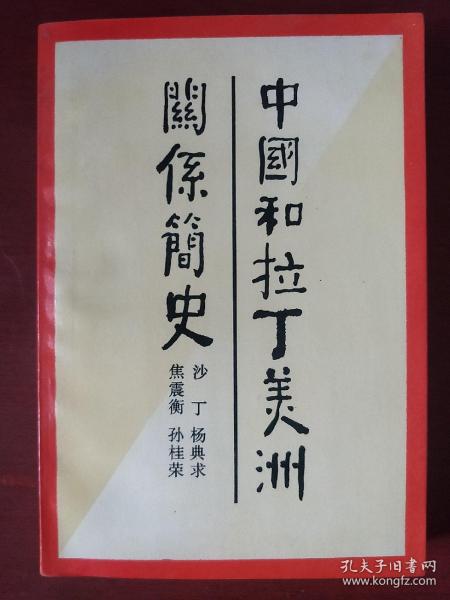 中國和拉丁美洲
關係簡史
沙丁 杨典求
焦震衡 孙桂荣
孔夫子旧书网
www.kongfz.com